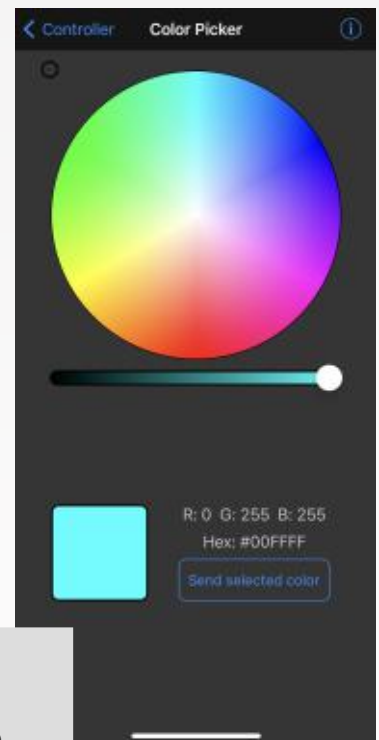 Controller
Color Picker
R: 0 G: 255 B: 255
Hex: #00FFFF
Send selected color